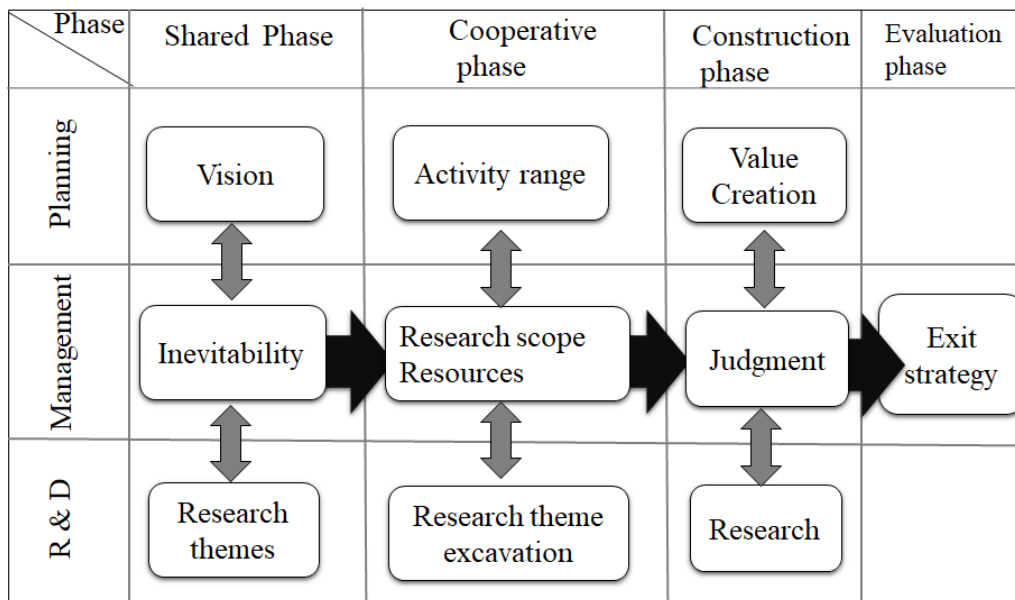 Phase
Shared Phase
Cooperative
phase
Construction
phase
Evaluation
phase
Planning
Vision
Activity range
Value
Creation
Management
Inevitability
Research scope
Resources
Judgment
Exit
strategy
R & D
Research
themes
Research theme
excavation
Research